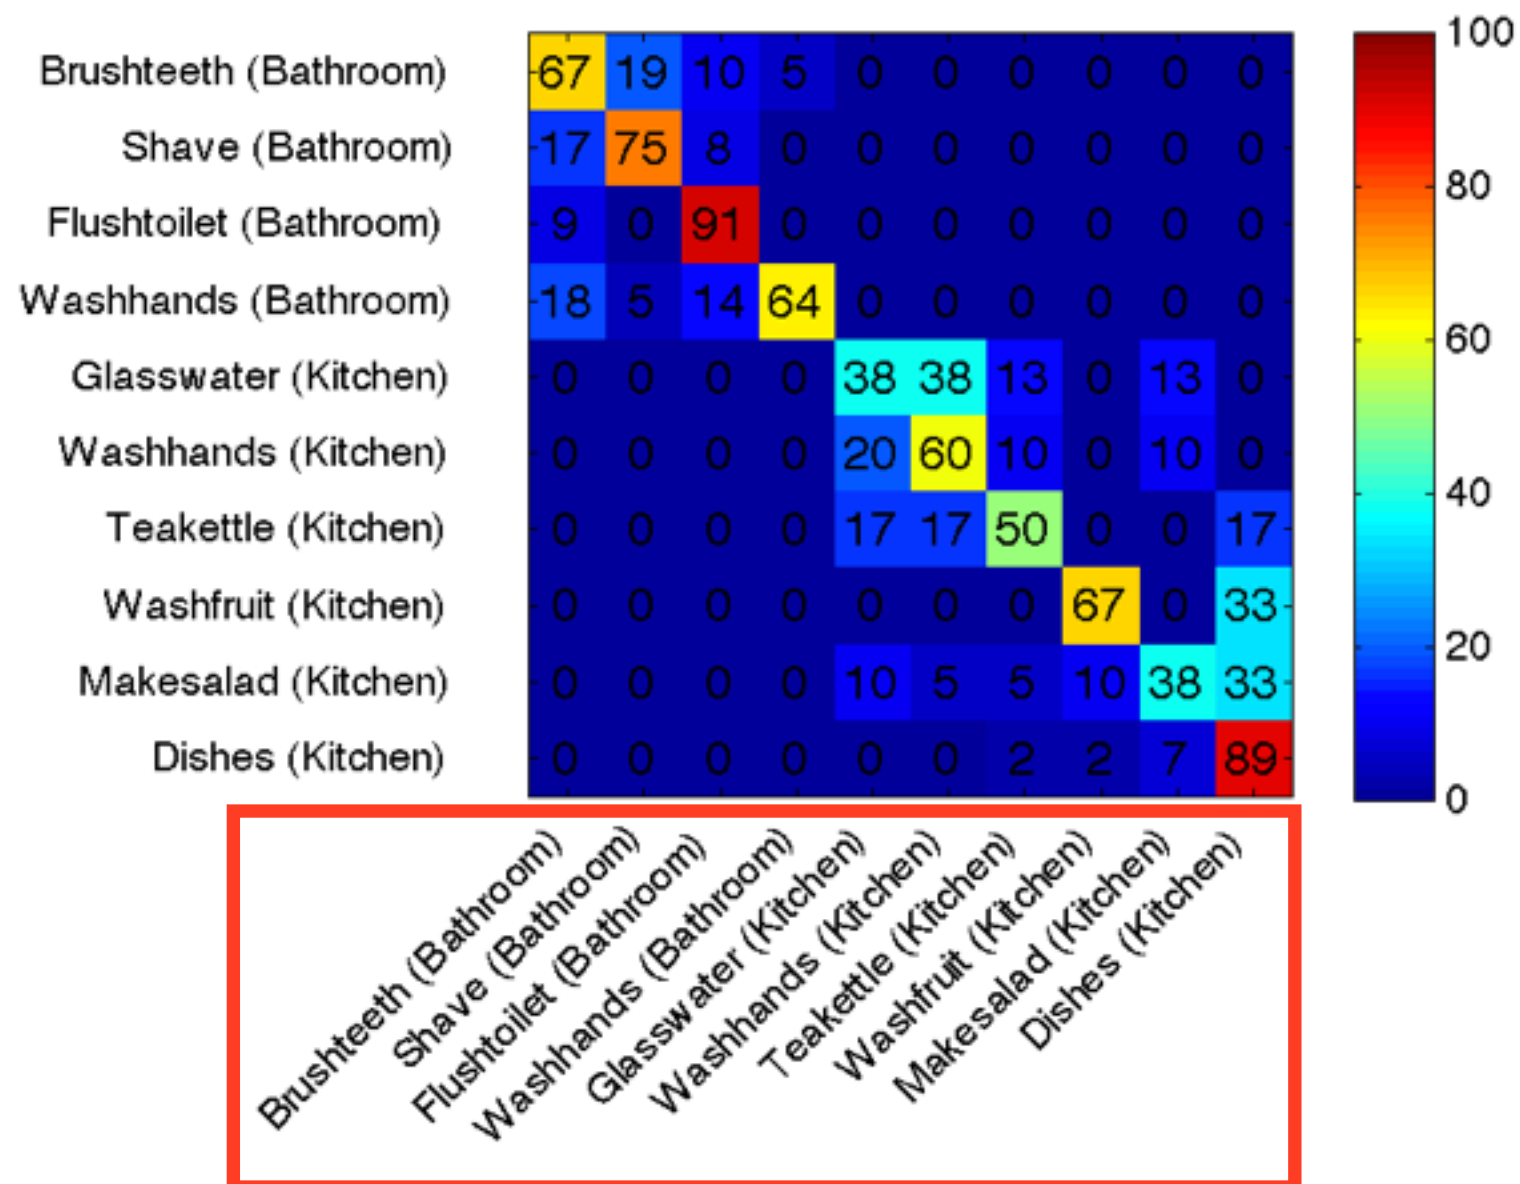 Brushteeth (Bathroom) 67 19 10 5 0 0 0 0 0 0
Shave (Bathroom) 17 75 8 0 0 0 0 0 0 0
Flushtoilet (Bathroom) 9 0 91 0 0 0 0 0 0 0
Washhands (Bathroom) 18 5 14 64 0 0 0 0 0 0
Glasswater (Kitchen) 0 0 0 0 38 38 13 0 13 0
Washhands (Kitchen) 0 0 0 0 20 60 10 0 10 0
Teakettle (Kitchen) 0 0 0 0 17 17 50 0 0 17
Washfruit (Kitchen) 0 0 0 0 0 0 0 67 0 33
Makesalad (Kitchen) 0 0 0 0 10 5 5 10 38 33
Dishes (Kitchen) 0 0 0 0 0 0 2 2 7 89
Brushteeth (Bathroom)
Shave (Bathroom)
Flushtoilet (Bathroom)
Washhands (Bathroom)
Glasswater (Kitchen)
Washhands (Kitchen)
Teakettle (Kitchen)
Washfruit (Kitchen)
Makesalad (Kitchen)
Dishes (Kitchen)
100
80
60
40
20
0